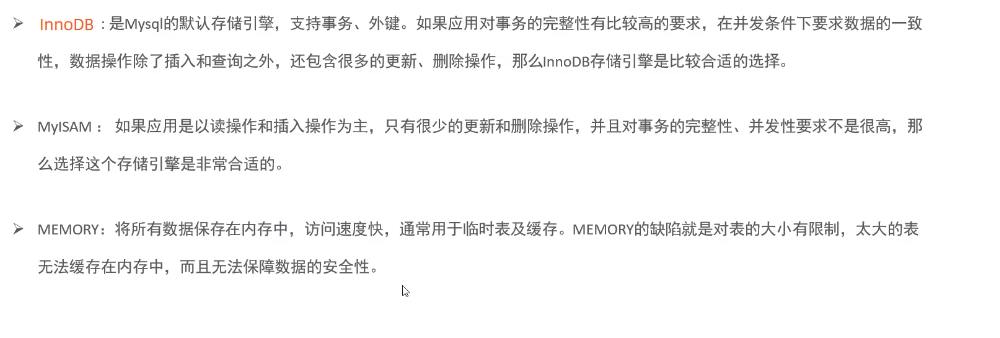 ➢ InnoDB : 是Mysql的默认存储引擎，支持事务、外键。如果应用对事务的完整性有比较高的要求，在并发条件下要求数据的一致
性，数据操作除了插入和查询之外，还包含很多的更新、删除操作，那么InnoDB存储引擎是比较合适的选择。
➢ MyISAM ： 如果应用是以读操作和插入操作为主，只有很少的更新和删除操作，并且对事务的完整性、并发性要求不是很高，那
么选择这个存储引擎是非常合适的。
➢ MEMORY：将所有数据保存在内存中，访问速度快，通常用于临时表及缓存。MEMORY的缺陷就是对表的大小有限制，太大的表
无法缓存在内存中，而且无法保障数据的安全性。